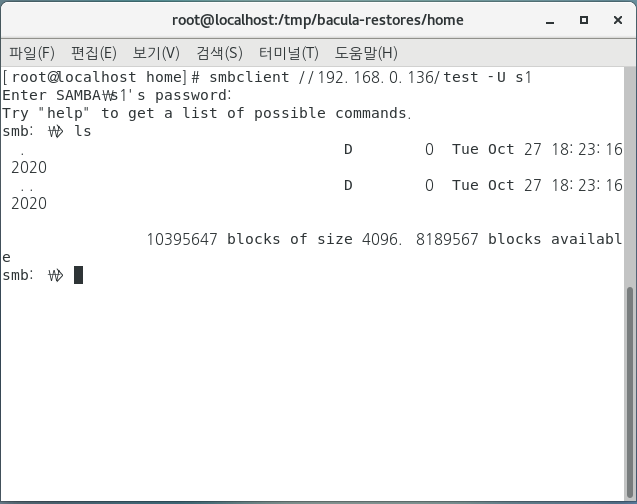 root@localhost:/tmp/bacula-restores/home
파일(F) 편집(E) 보기(V) 검색(S) 터미널(T) 도움말(H)
[root@localhost home]# smbclient //192.168.0.136/test -U s1
Enter SAMBA₩s1's password:
Try "help" to get a list of possible commands.
smb: ₩> ls
. D 0 Tue Oct 27 18:23:16
2020
.. D 0 Tue Oct 27 18:23:16
2020
10395647 blocks of size 4096. 8189567 blocks availabl
e
smb: ₩>